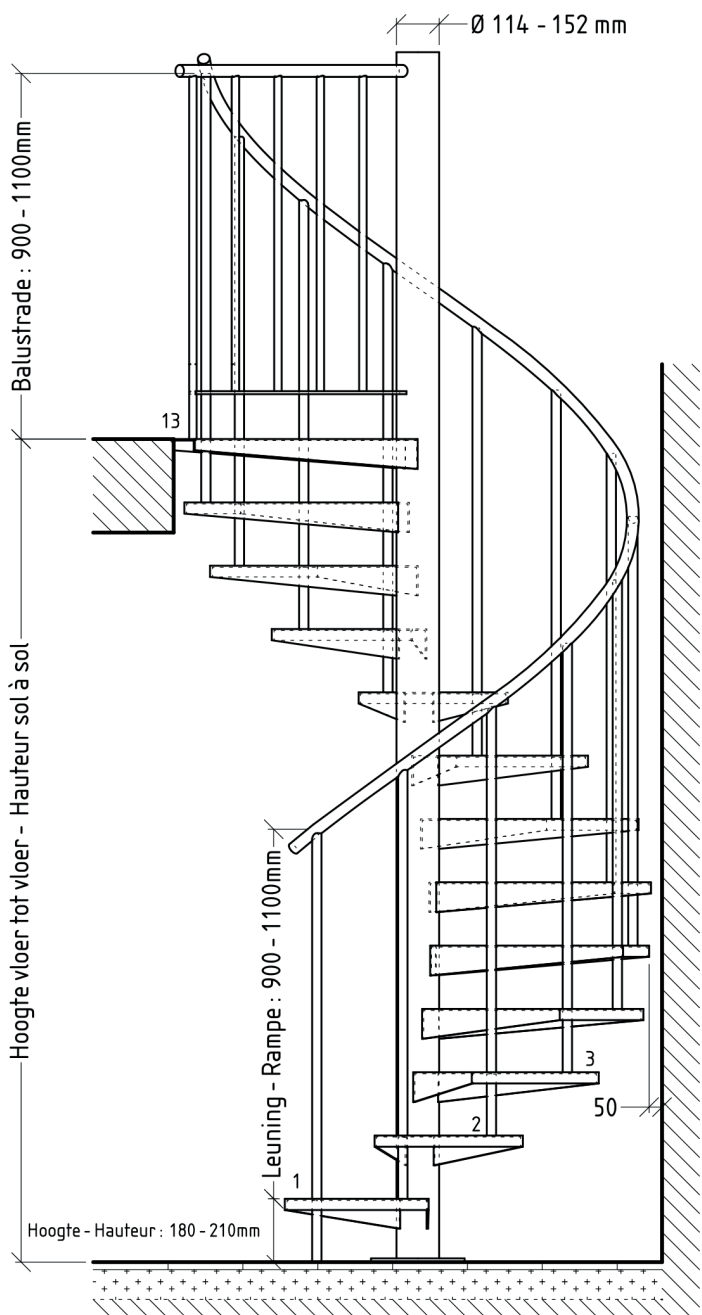 Ø 114 - 152 mm
Balustrade : 900 - 1100mm
13
Hoogte vloer tot vloer - Hauteur sol à sol
Leuning - Rampe : 900 - 1100mm
3
50
2
1
Hoogte - Hauteur : 180 - 210mm